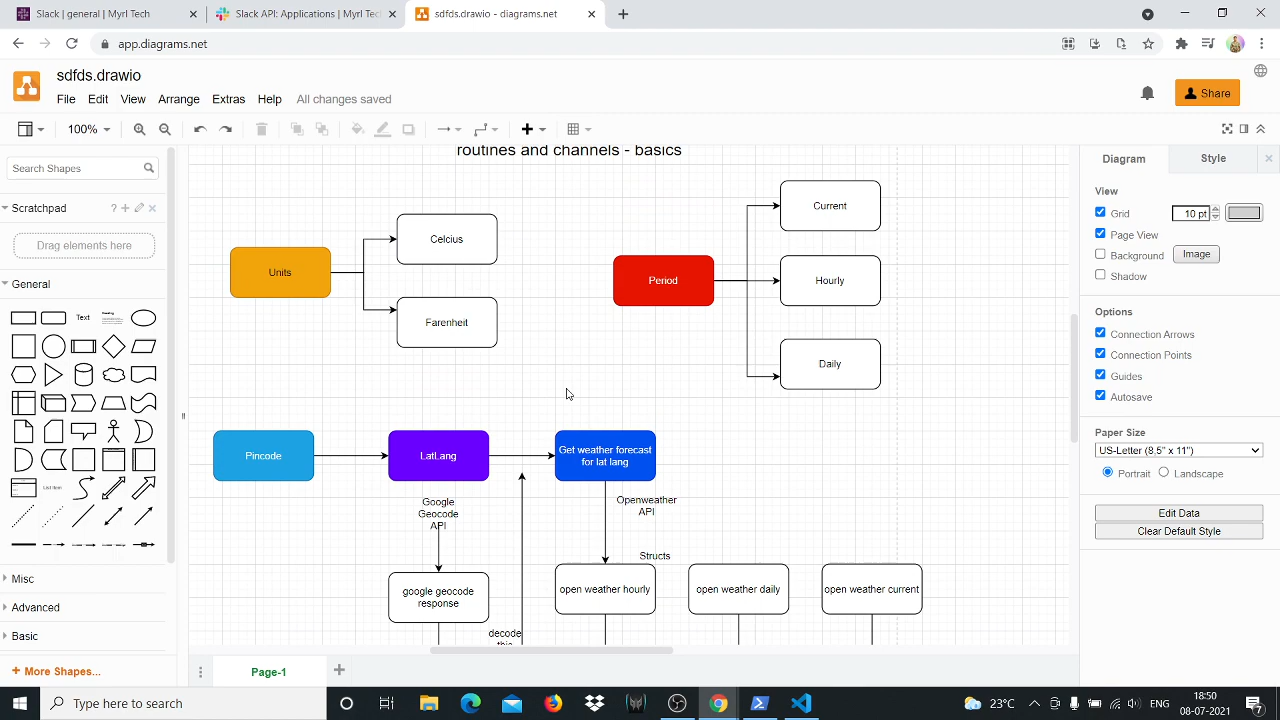 Slack | general | Myrl Tec
Slack API: Applications | Myrl Tec
sdfds.drawio - diagrams.net
app.diagrams.net
sdfds.drawio
File Edit View Arrange Extras Help All changes saved
Share
100%
Search Shapes
Scratchpad
Drag elements here
General
Text
Heading
List Item
Misc
Advanced
Basic
+ More Shapes...
routines and channels - basics
Units
Celcius
Farenheit
Period
Current
Hourly
Daily
Pincode
LatLang
Get weather forecast
for lat lang
Google
Geocode
API
Openweather
API
Structs
google geocode
response
open weather hourly
open weather daily
open weather current
decode
this
Diagram
Style
View
Grid 10 pt
Page View
Background Image
Shadow
Options
Connection Arrows
Connection Points
Guides
Autosave
Paper Size
US-Letter (8,5" x 11")
Portrait Landscape
Edit Data
Clear Default Style
Page-1
Type here to search
23°C
ENG
18:50
08-07-2021